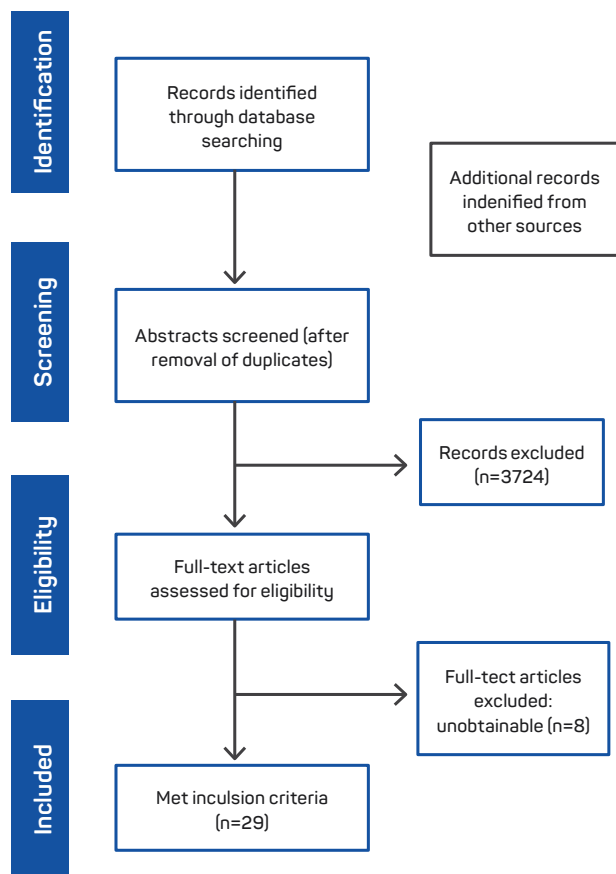 Identification
Records identified
through database
searching
Additional records
indenified from
other sources
Screening
Abstracts screened (after
removal of duplicates)
Records excluded
(n=3724)
Eligibility
Full-text articles
assessed for eligibility
Full-tect articles
excluded:
unobtainable (n=8)
Included
Met inculsion criteria
(n=29)